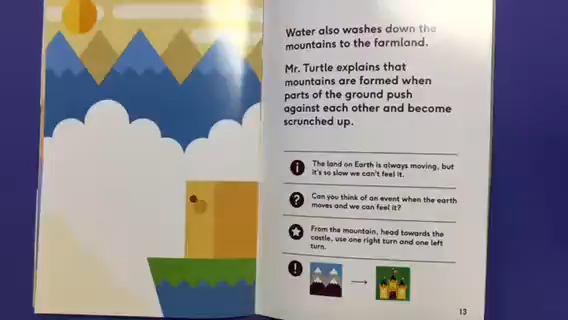 Water also washes down the
mountains to the farmland.
Mr. Turtle explains that
mountains are formed when
parts of the ground push
against each other and become
scrunched up.
i
The land on Earth is always moving, but
it's so slow we can't feel it.
?
Can you think of an event when the earth
moves and we can feel it?
From the mountain, head towards the
castle, use one right turn and one left
turn.
!
13